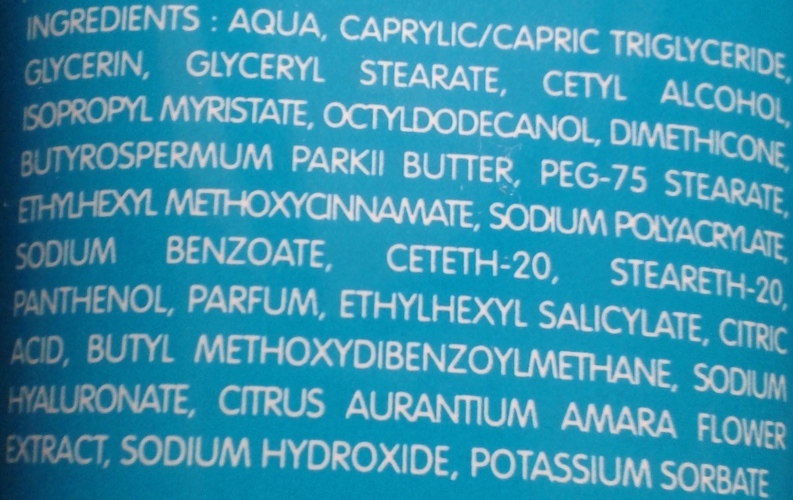 INGREDIENTS : AQUA, CAPRYLIC/CAPRIC TRIGLYCERIDE,
GLYCERIN, GLYCERYL STEARATE, CETYL ALCOHOL,
ISOPROPYL MYRISTATE, OCTYLDODECANOL, DIMETHICONE,
BUTYROSPERMUM PARKII BUTTER, PEG-75 STEARATE,
ETHYLHEXYL METHOXYCINNAMATE, SODIUM POLYACRYLATE,
SODIUM BENZOATE, CETETH-20, STEARETH-20,
PANTHENOL, PARFUM, ETHYLHEXYL SALICYLATE, CITRIC
ACID, BUTYL METHOXYDIBENZOYLMETHANE, SODIUM
HYALURONATE, CITRUS AURANTIUM AMARA FLOWER
EXTRACT, SODIUM HYDROXIDE, POTASSIUM SORBATE